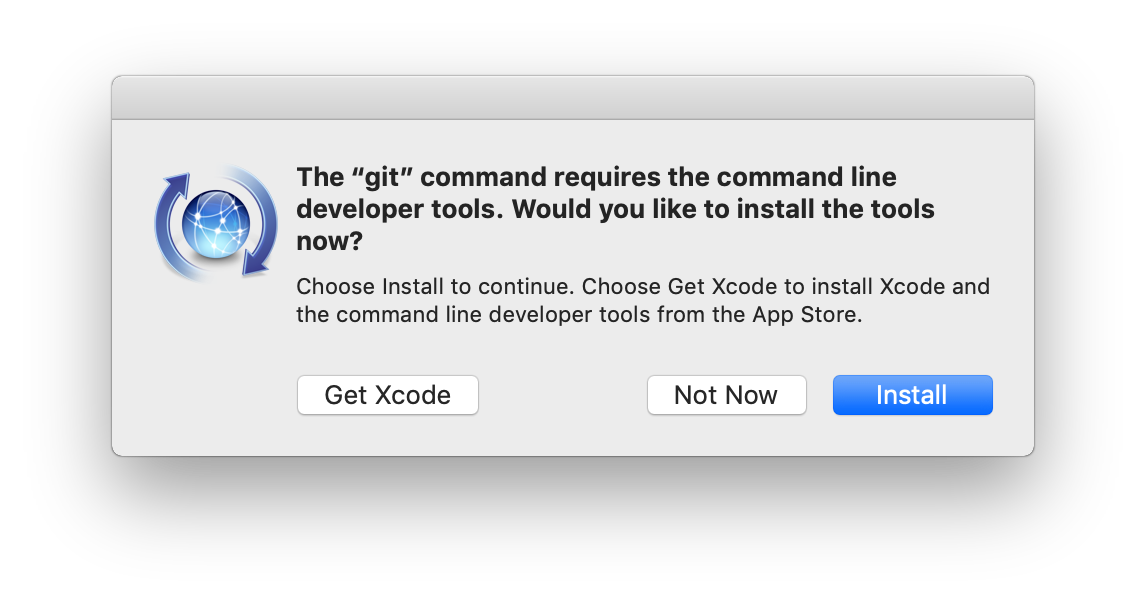 The “git” command requires the command line
developer tools. Would you like to install the tools
now?
Choose Install to continue. Choose Get Xcode to install Xcode and
the command line developer tools from the App Store.
Get Xcode
Not Now
Install